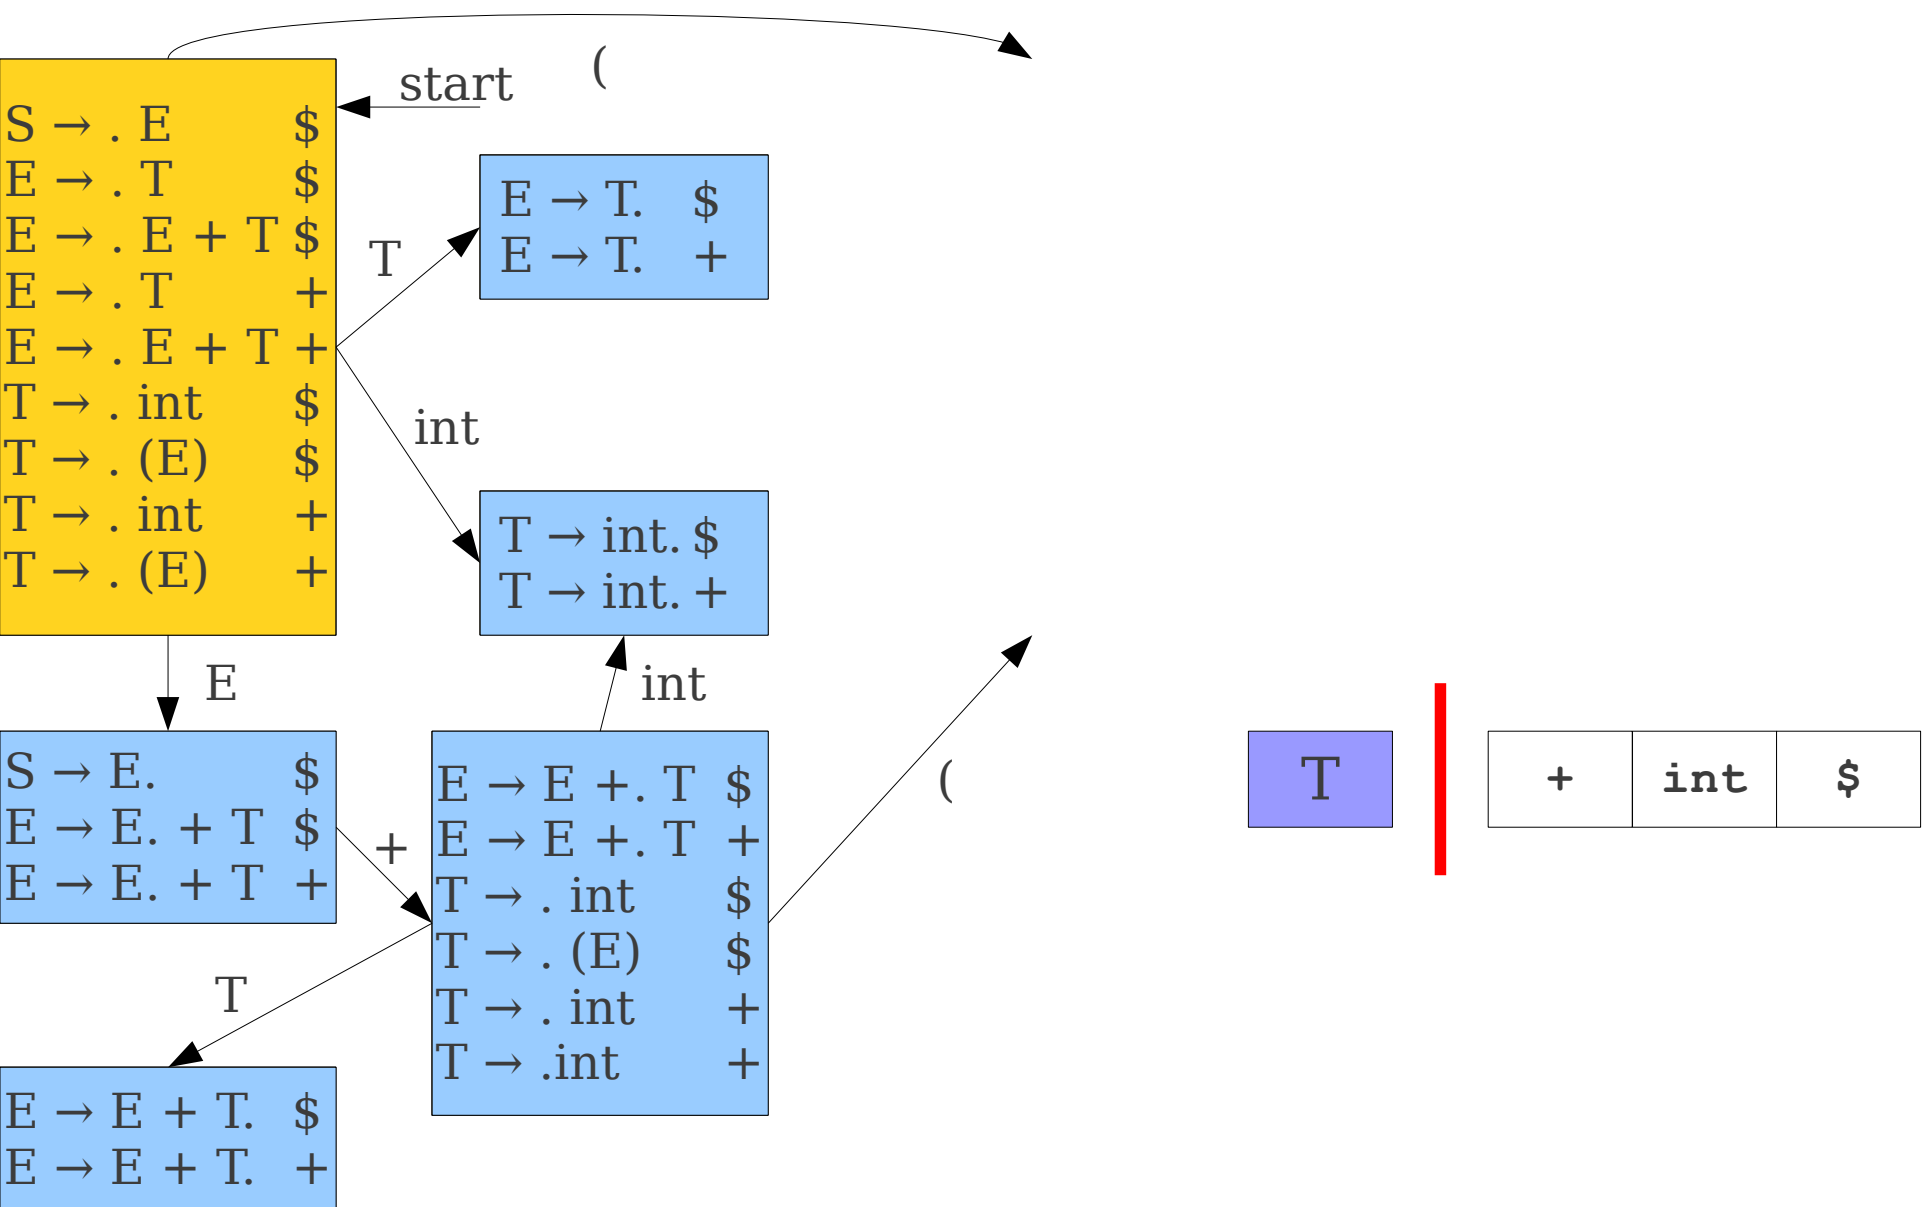 (
start
S → . E $
E → . T $
E → . E + T $
E → . T +
E → . E + T +
T → . int $
T → . (E) $
T → . int +
T → . (E) +
T
E → T. $
E → T. +
int
T → int. $
T → int. +
E
int
S → E. $
E → E. + T $
E → E. + T +
+
E → E +. T $
E → E +. T +
T → . int $
T → . (E) $
T → . int +
T → .int +
(
T
+ int $
T
E → E + T. $
E → E + T. +